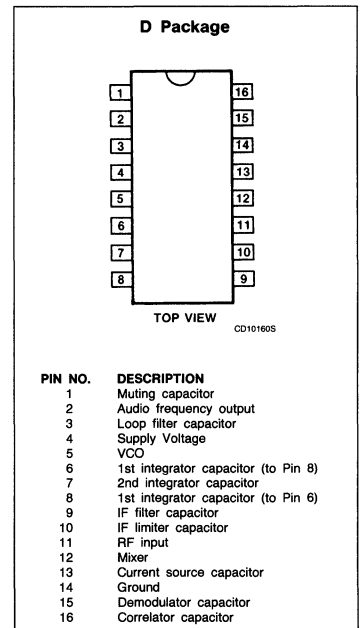 D Package
1 16
2 15
3 14
4 13
5 12
6 11
7 10
8 9
TOP VIEW
CD10160S
PIN NO. DESCRIPTION
1 Muting capacitor
2 Audio frequency output
3 Loop filter capacitor
4 Supply Voltage
5 VCO
6 1st integrator capacitor (to Pin 8)
7 2nd integrator capacitor
8 1st integrator capacitor (to Pin 6)
9 IF filter capacitor
10 IF limiter capacitor
11 RF input
12 Mixer
13 Current source capacitor
14 Ground
15 Demodulator capacitor
16 Correlator capacitor